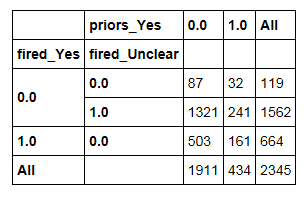 priors_Yes 0.0 1.0 All
fired_Yes fired_Unclear
0.0 0.0 87 32 119
1.0 1321 241 1562
1.0 0.0 503 161 664
All 1911 434 2345